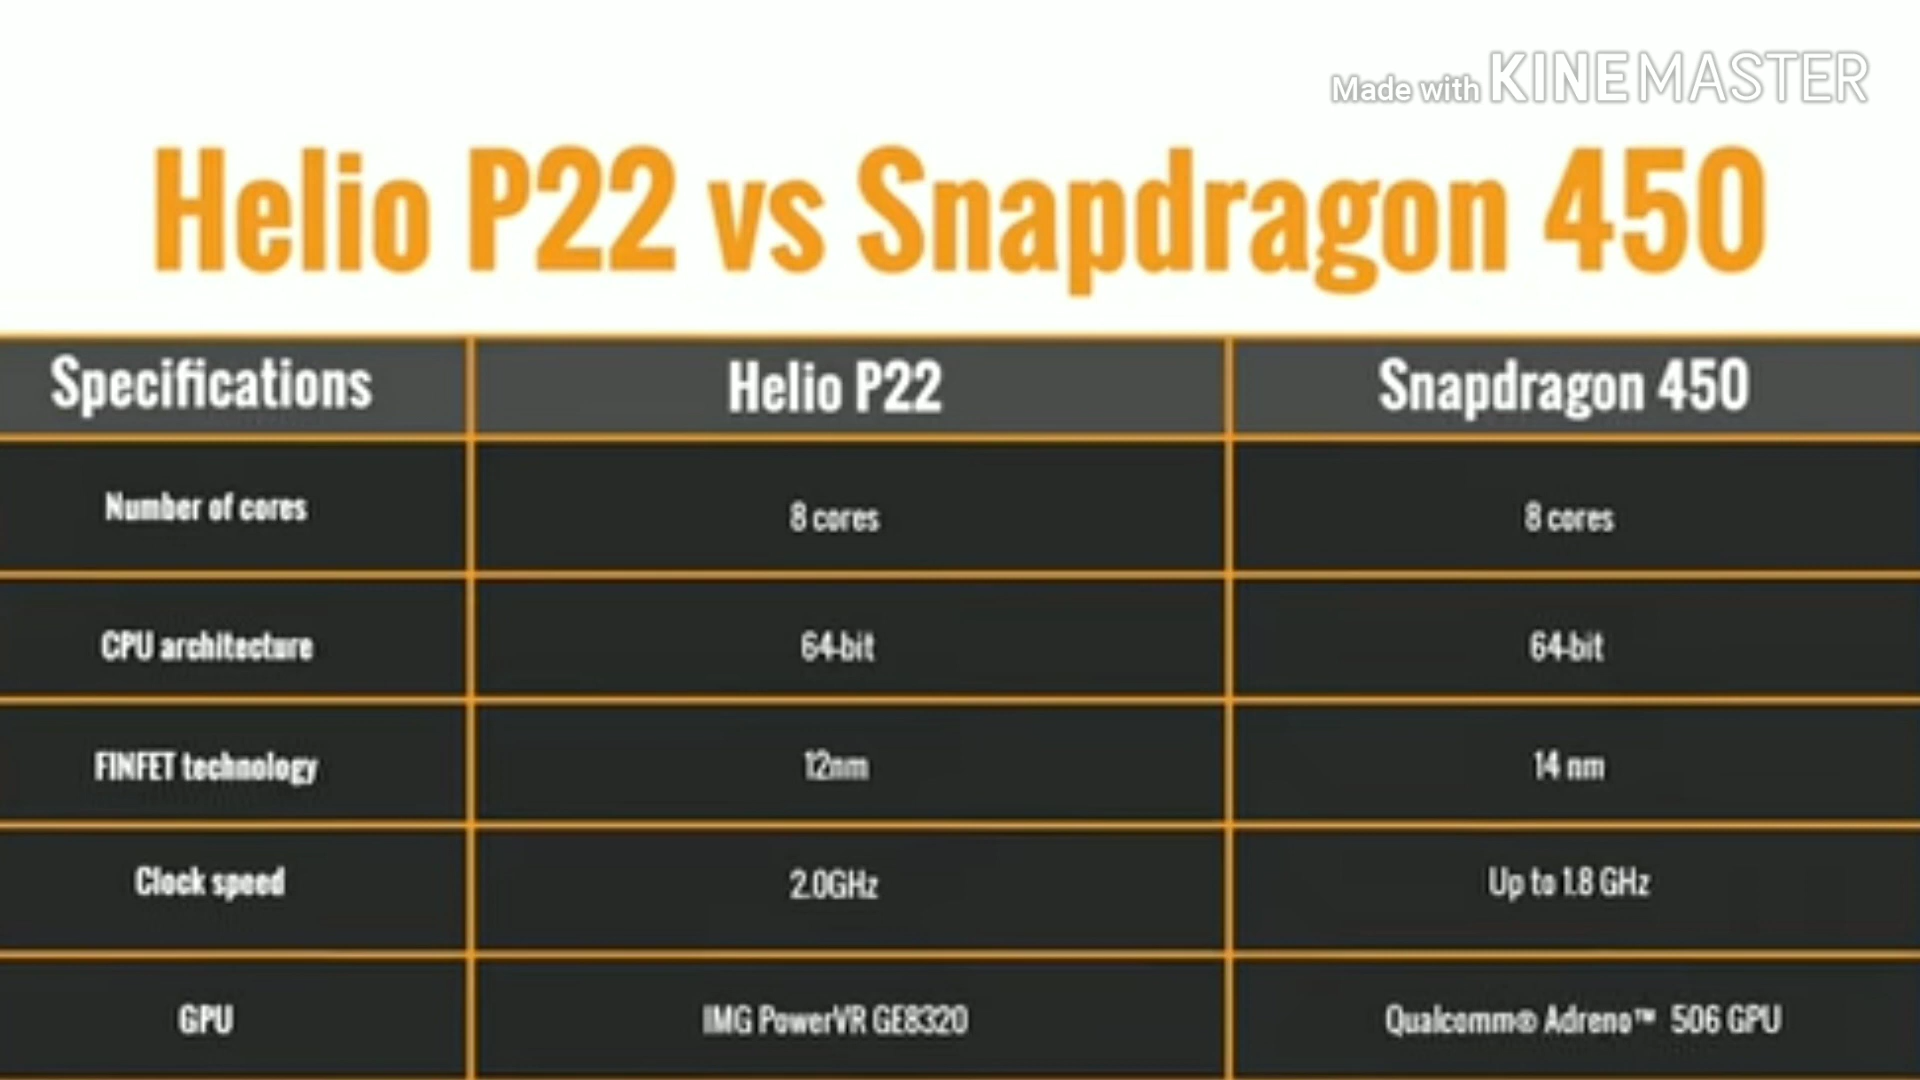 Made with KINEMASTER
Helio P22 vs Snapdragon 450
Specifications Helio P22 Snapdragon 450
Number of cores 8 cores 8 cores
CPU architecture 64-bit 64-bit
FINFET technology 12nm 14 nm
Clock speed 2.0GHz Up to 1.8 GHz
GPU IMG PowerVR GE8320 Qualcomm® Adreno™ 506 GPU